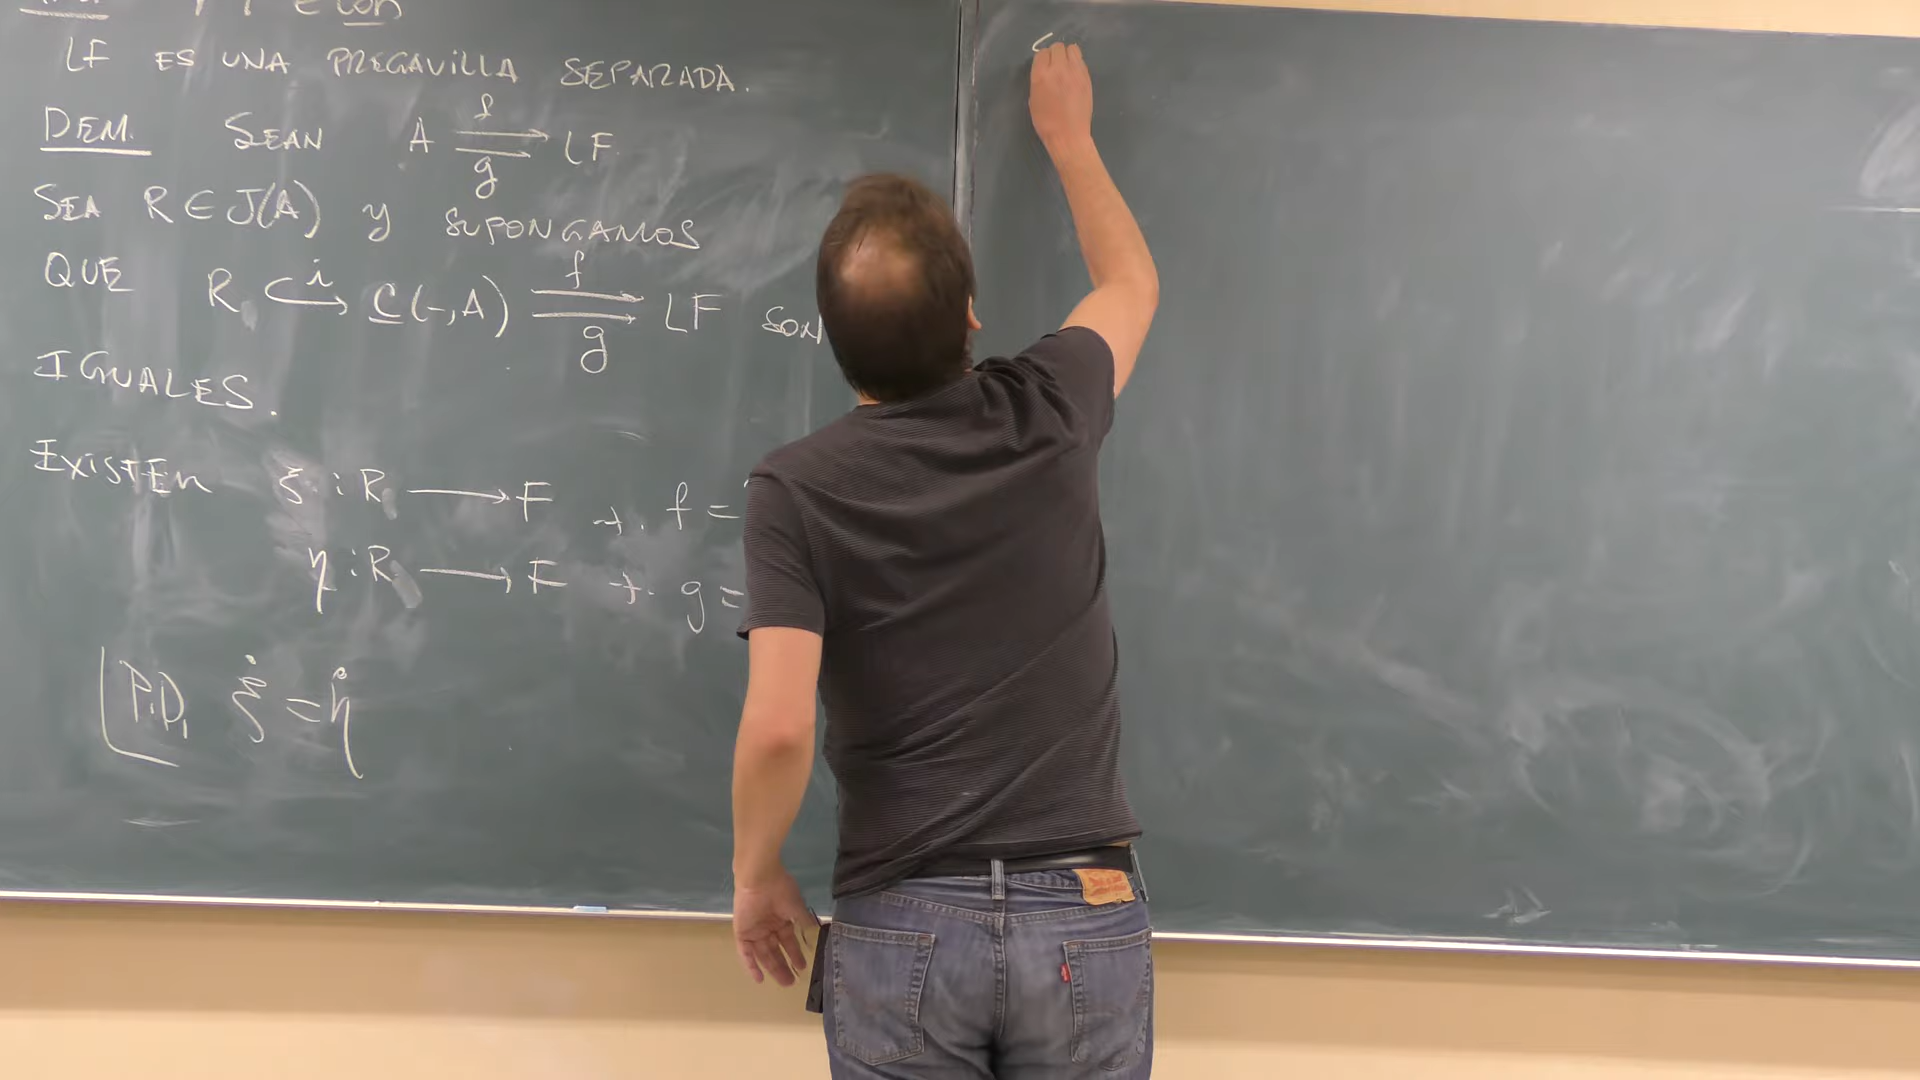 LF ES UNA PREGAVILLA SEPARADA.
DEM. SEAN A ⇉ LF
f
g
SEA R ∈ J(A) y SUPONGAMOS
QUE R ↪ C(-,A) ⇉ LF SON
i
f
g
IGUALES.
EXISTEN ξ : R ⟶ F +. f =
η : R ⟶ F +. g =
P.D. ξ̇ = η̇